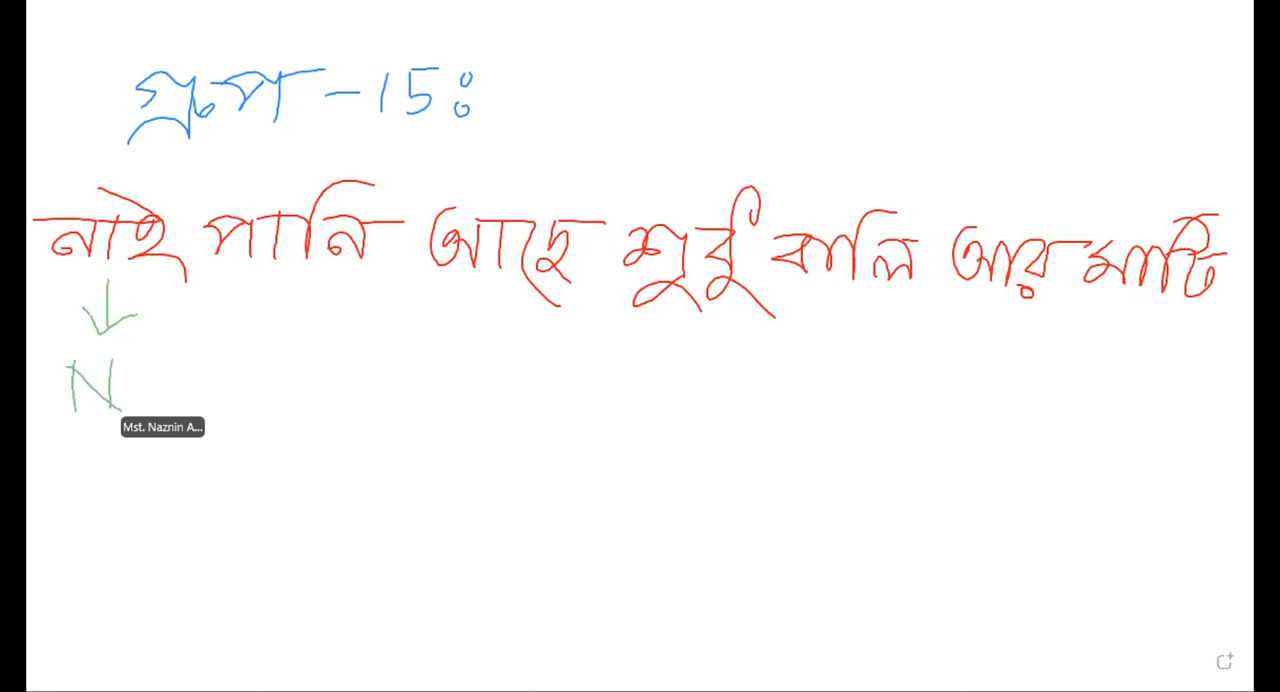 গ্রুপ -15:
নাই পানি আছে শুধু কালি আর মাটি
N
Mst. Naznin A...